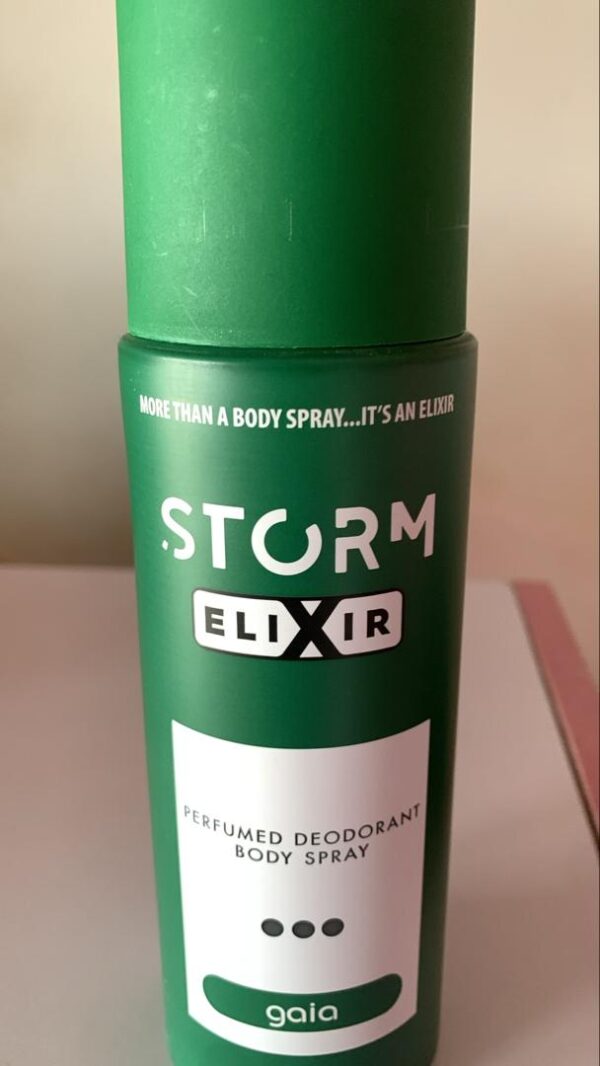 MORE THAN A BODY SPRAY...IT'S AN ELIXIR
STORM
ELIXIR
PERFUMED DEODORANT
BODY SPRAY
gaia